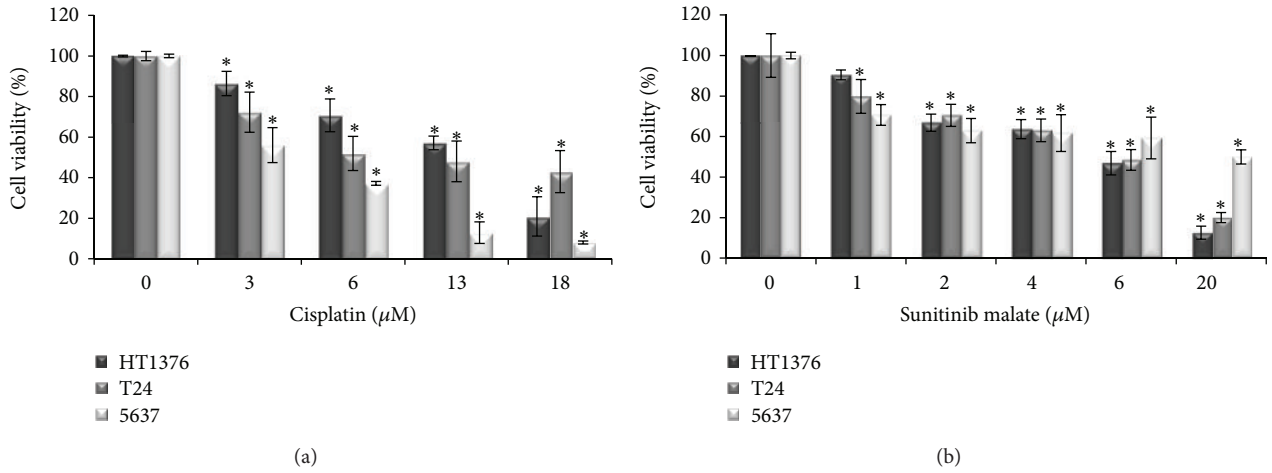 120
100
80
60
40
20
0
Cell viability (%)
* * *
* * *
* * *
* * *
0 3 6 13 18
Cisplatin (μM)
HT1376
T24
5637
(a)
120
100
80
60
40
20
0
Cell viability (%)
* *
* * *
* * *
* * *
* * *
0 1 2 4 6 20
Sunitinib malate (μM)
HT1376
T24
5637
(b)